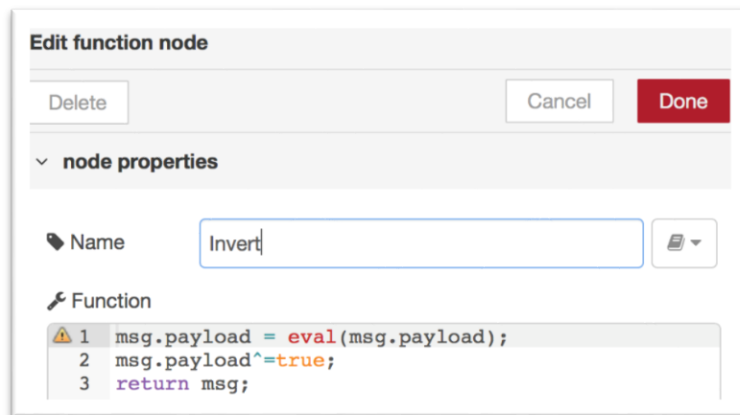 Edit function node
Delete Cancel Done
node properties
Name Invert
Function
1 msg.payload = eval(msg.payload);
2 msg.payload^=true;
3 return msg;